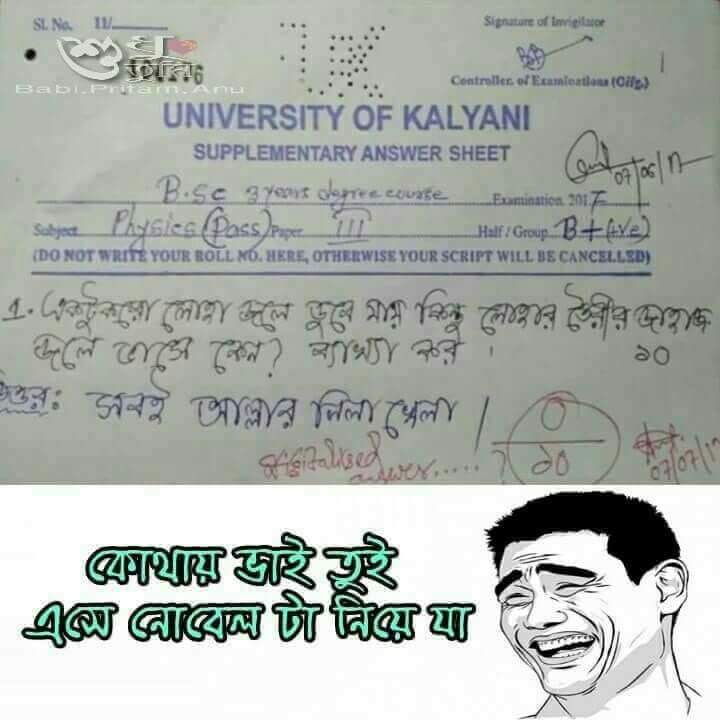 Sl. No. 11/
Signature of Invigilator
শুধু
Babi.Pritam.Anu
Controller of Examinations (Offg.)
UNIVERSITY OF KALYANI
SUPPLEMENTARY ANSWER SHEET
07/06/17
B.Sc 3 years degree course Examination 2017
Subject Physics (Pass) Paper III Half / Group B + (+ve)
(DO NOT WRITE YOUR ROLL NO. HERE, OTHERWISE YOUR SCRIPT WILL BE CANCELLED)
১. একটুকরো লোহা জলে ডুবে যায় কিন্তু লোহার তৈরীর জাহাজ
জলে ভাসে কেন? ব্যাখ্যা কর। ১০
উত্তর: সবই আল্লার লিলা খেলা !
০
১০
answer.....?
07/07/17
কোথায় ভাই তুই
এসে নোবেল টা নিয়ে যা